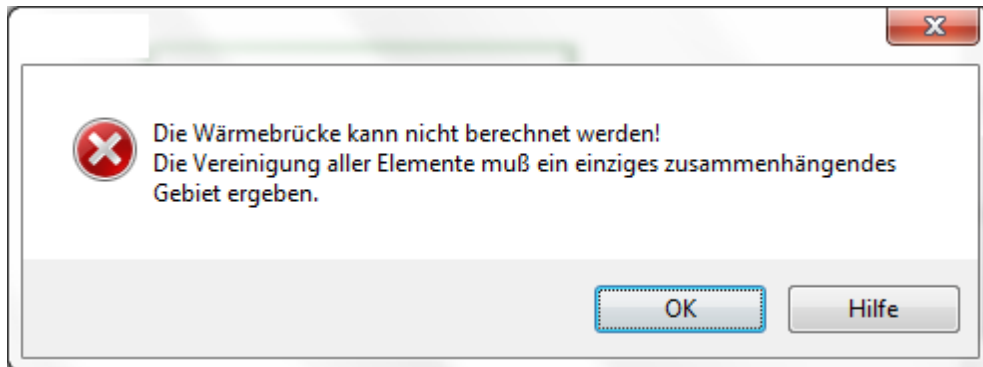 Die Wärmebrücke kann nicht berechnet werden!
Die Vereinigung aller Elemente muß ein einziges zusammenhängendes
Gebiet ergeben.
OK
Hilfe